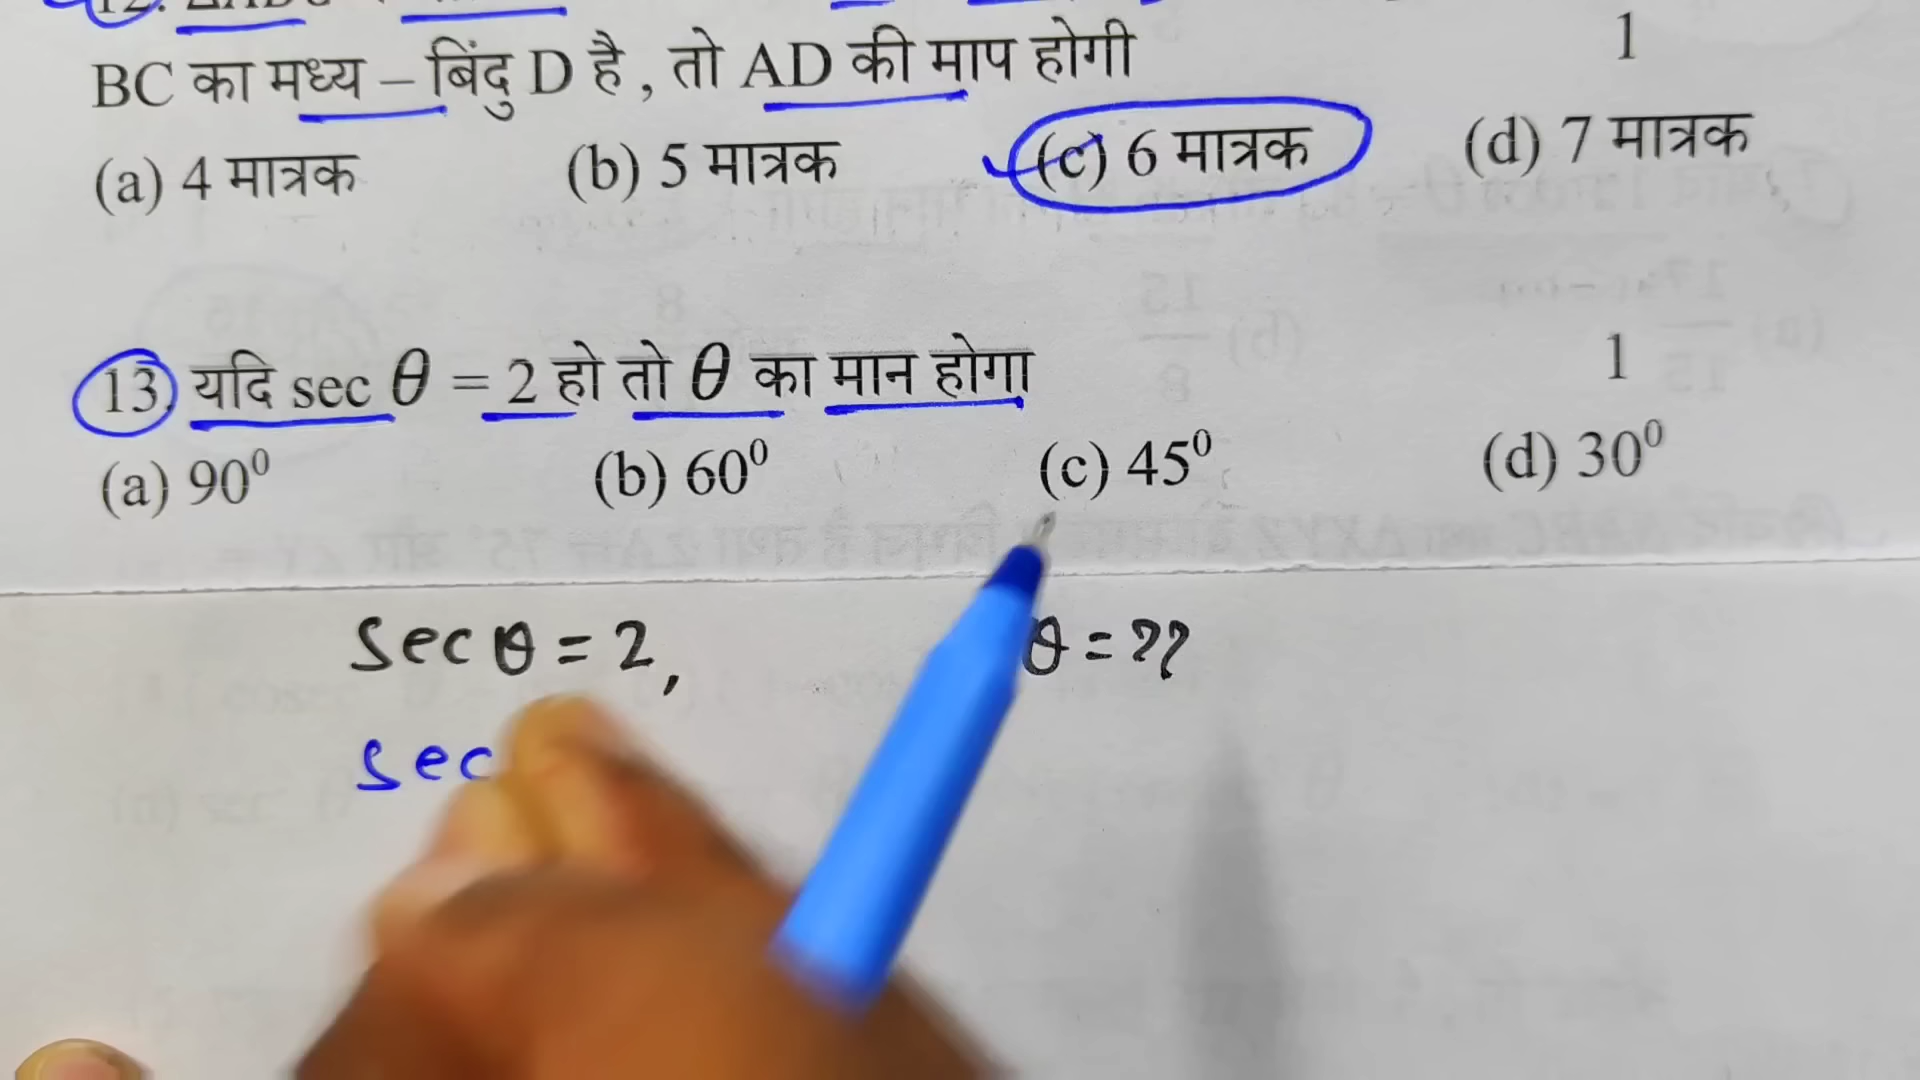 12.
BC का मध्य – बिंदु D है , तो AD की माप होगी 1
(a) 4 मात्रक (b) 5 मात्रक (c) 6 मात्रक (d) 7 मात्रक
13. यदि sec θ = 2 हो तो θ का मान होगा 1
(a) 90⁰ (b) 60⁰ (c) 45⁰ (d) 30⁰
sec θ = 2, θ = ??
sec